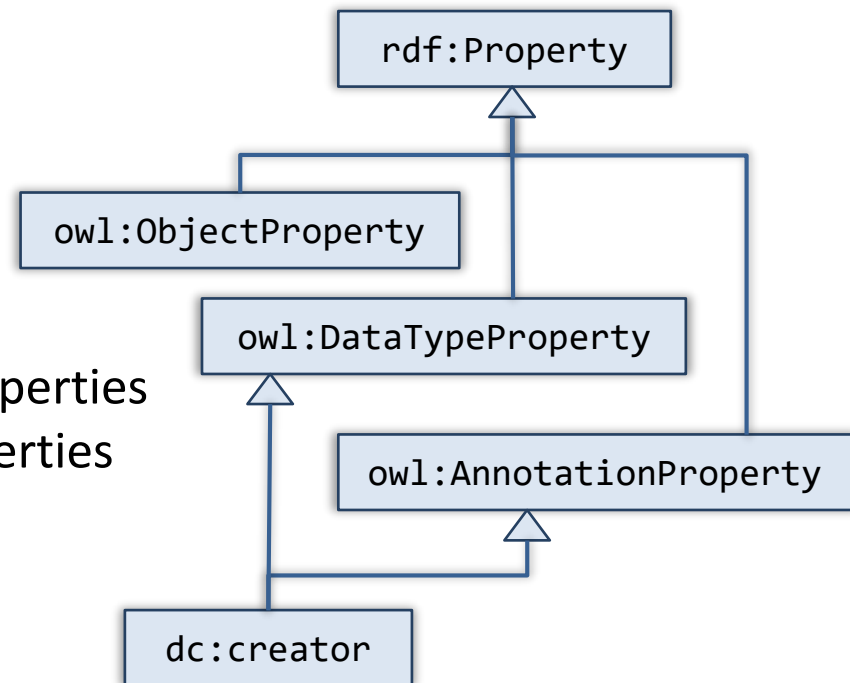 rdf:Property
owl:ObjectProperty
owl:DataTypeProperty
perties
erties
owl:AnnotationProperty
dc:creator